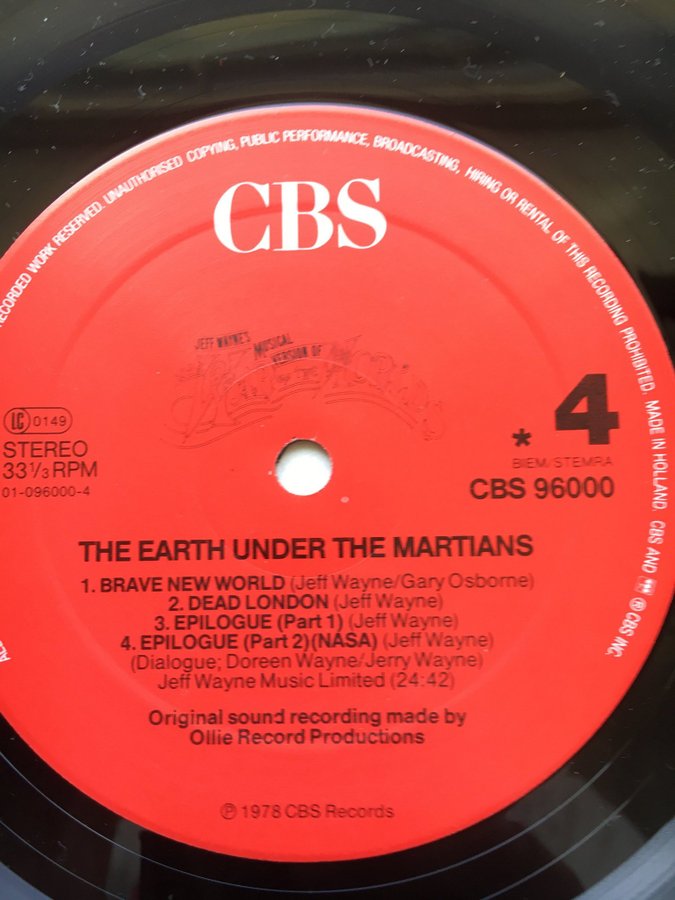 RECORDED WORK RESERVED. UNAUTHORISED COPYING, PUBLIC PERFORMANCE, BROADCASTING, HIRING OR RENTAL OF THIS RECORDING PROHIBITED. MADE IN HOLLAND. CBS AND ® CBS INC.
ALL
CBS
JEFF WAYNE'S
MUSICAL
VERSION OF
LC 0149
STEREO
33⅓ RPM
01-096000-4
* 4
BIEM/STEMRA
CBS 96000
THE EARTH UNDER THE MARTIANS
1. BRAVE NEW WORLD (Jeff Wayne/Gary Osborne)
2. DEAD LONDON (Jeff Wayne)
3. EPILOGUE (Part 1) (Jeff Wayne)
4. EPILOGUE (Part 2)(NASA) (Jeff Wayne)
(Dialogue; Doreen Wayne/Jerry Wayne)
Jeff Wayne Music Limited (24:42)
Original sound recording made by
Ollie Record Productions
℗ 1978 CBS Records